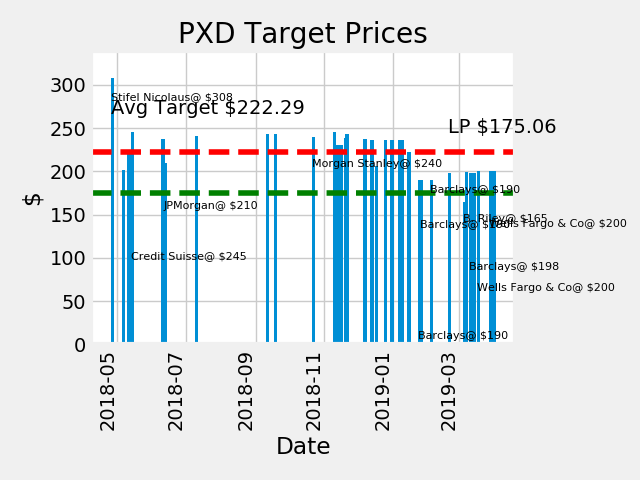 PXD Target Prices
Stifel Nicolaus@ $308
Avg Target $222.29
LP $175.06
Morgan Stanley@ $240
Barclays@ $190
JPMorgan@ $210
B. Riley@ $165
Wells Fargo & Co@ $200
Barclays@
Credit Suisse@ $245
Barclays@ $198
Wells Fargo & Co@ $200
Barclays@ $190
$
300
250
200
150
100
50
0
2018-05
2018-07
2018-09
2018-11
2019-01
2019-03
Date